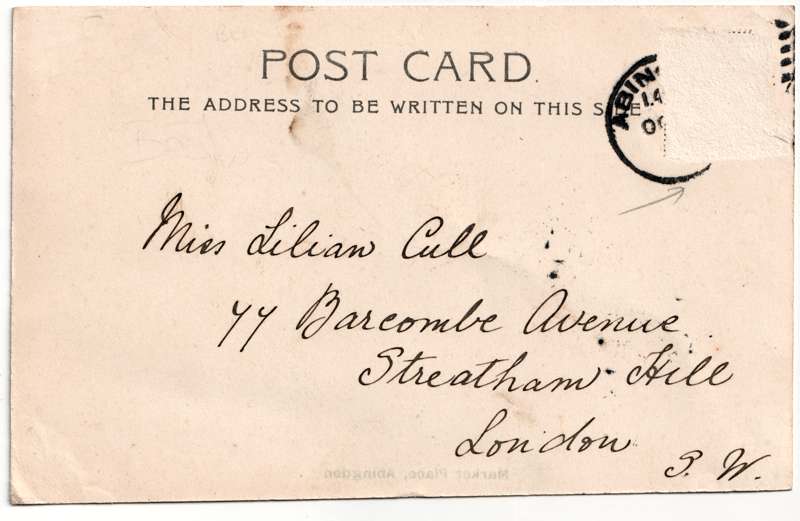 POST CARD.
THE ADDRESS TO BE WRITTEN ON THIS S E
ABIN
Miss Lilian Cull
77 Barcombe Avenue
Streatham Hill
London
S. W.
Market Place, Abingdon